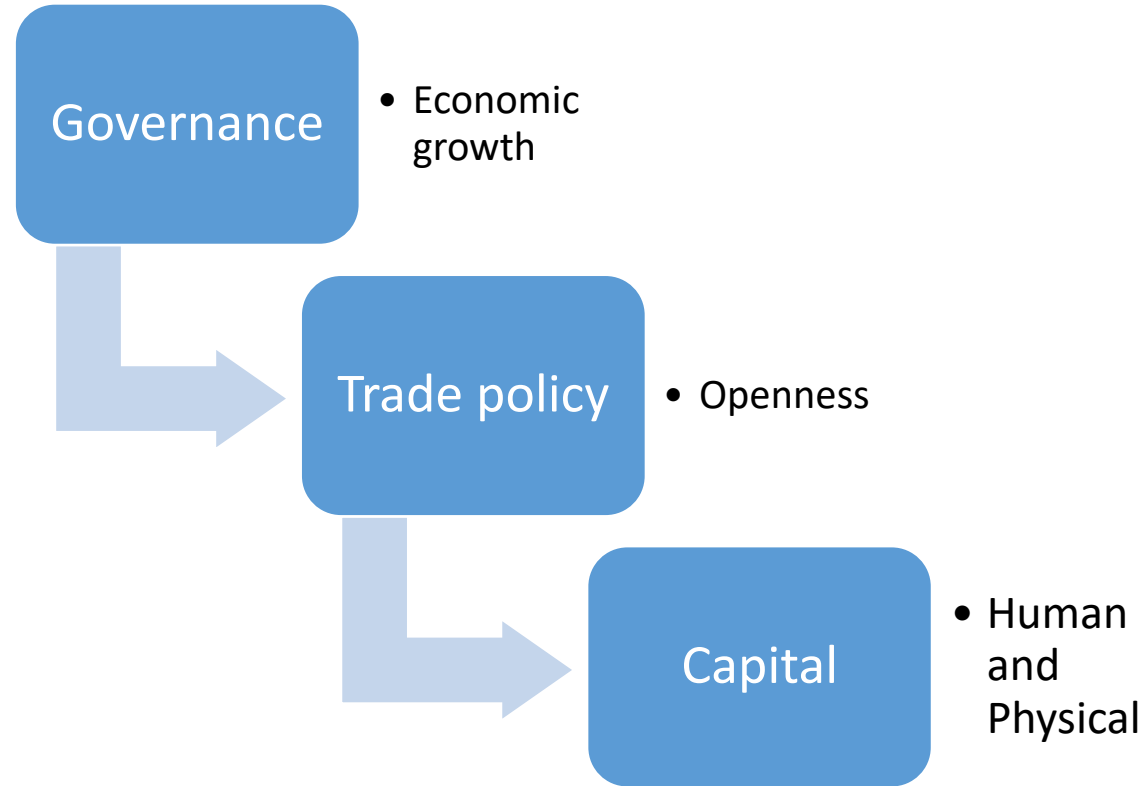 Governance
• Economic
growth
Trade policy
• Openness
Capital
• Human
and
Physical